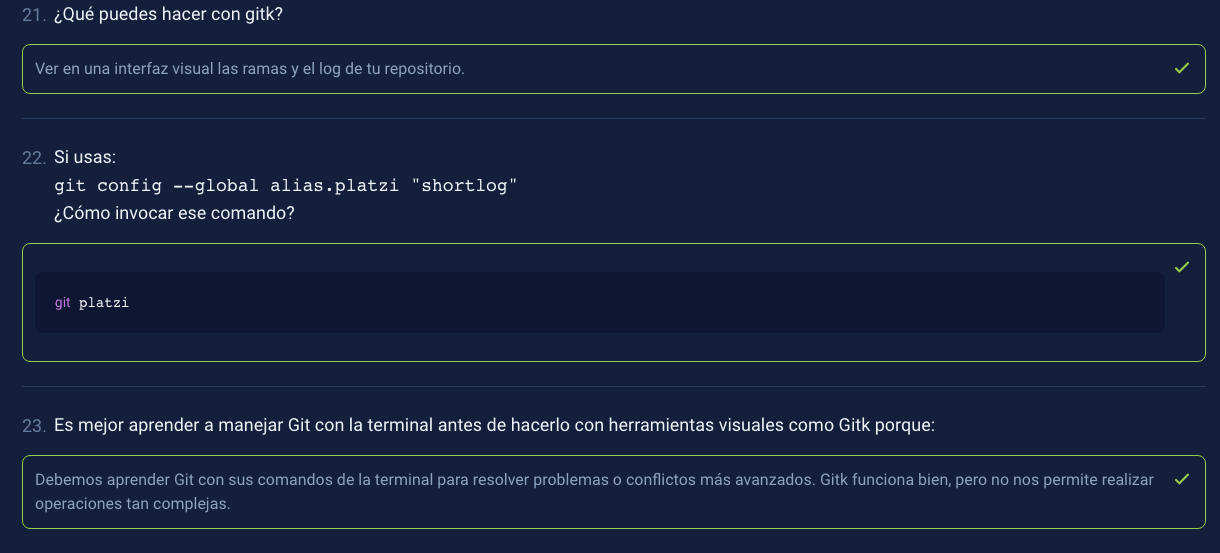 21. ¿Qué puedes hacer con gitk?
Ver en una interfaz visual las ramas y el log de tu repositorio.
22. Si usas:
git config --global alias.platzi "shortlog"
¿Cómo invocar ese comando?
git platzi
23. Es mejor aprender a manejar Git con la terminal antes de hacerlo con herramientas visuales como Gitk porque:
Debemos aprender Git con sus comandos de la terminal para resolver problemas o conflictos más avanzados. Gitk funciona bien, pero no nos permite realizar
operaciones tan complejas.